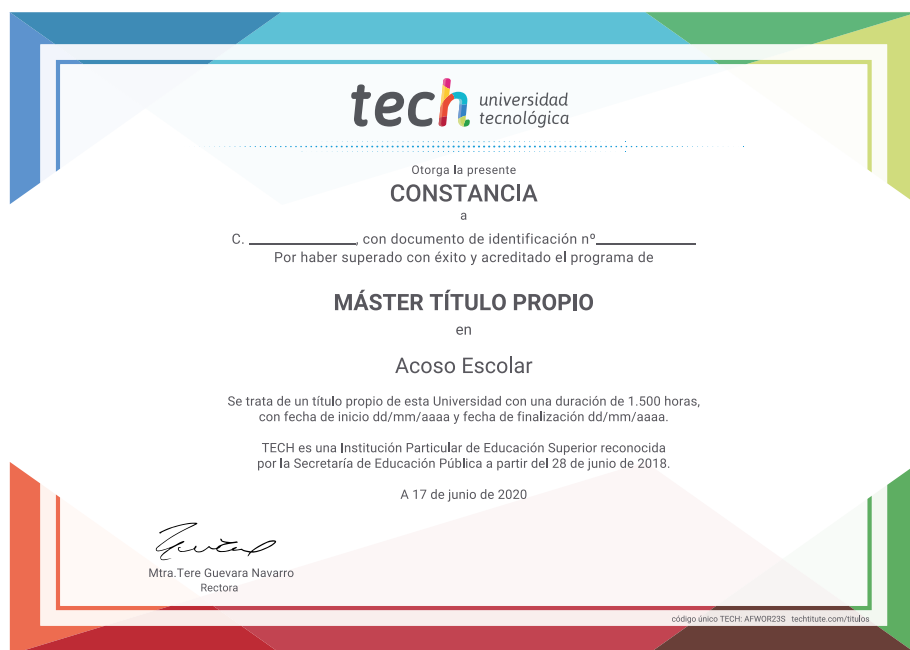 tech universidad
tecnológica
Otorga la presente
CONSTANCIA
a
C. ____________, con documento de identificación nº____________
Por haber superado con éxito y acreditado el programa de
MÁSTER TÍTULO PROPIO
en
Acoso Escolar
Se trata de un título propio de esta Universidad con una duración de 1.500 horas,
con fecha de inicio dd/mm/aaaa y fecha de finalización dd/mm/aaaa.
TECH es una Institución Particular de Educación Superior reconocida
por la Secretaría de Educación Pública a partir del 28 de junio de 2018.
A 17 de junio de 2020
Mtra.Tere Guevara Navarro
Rectora
código único TECH: AFWOR23S techtitute.com/titulos